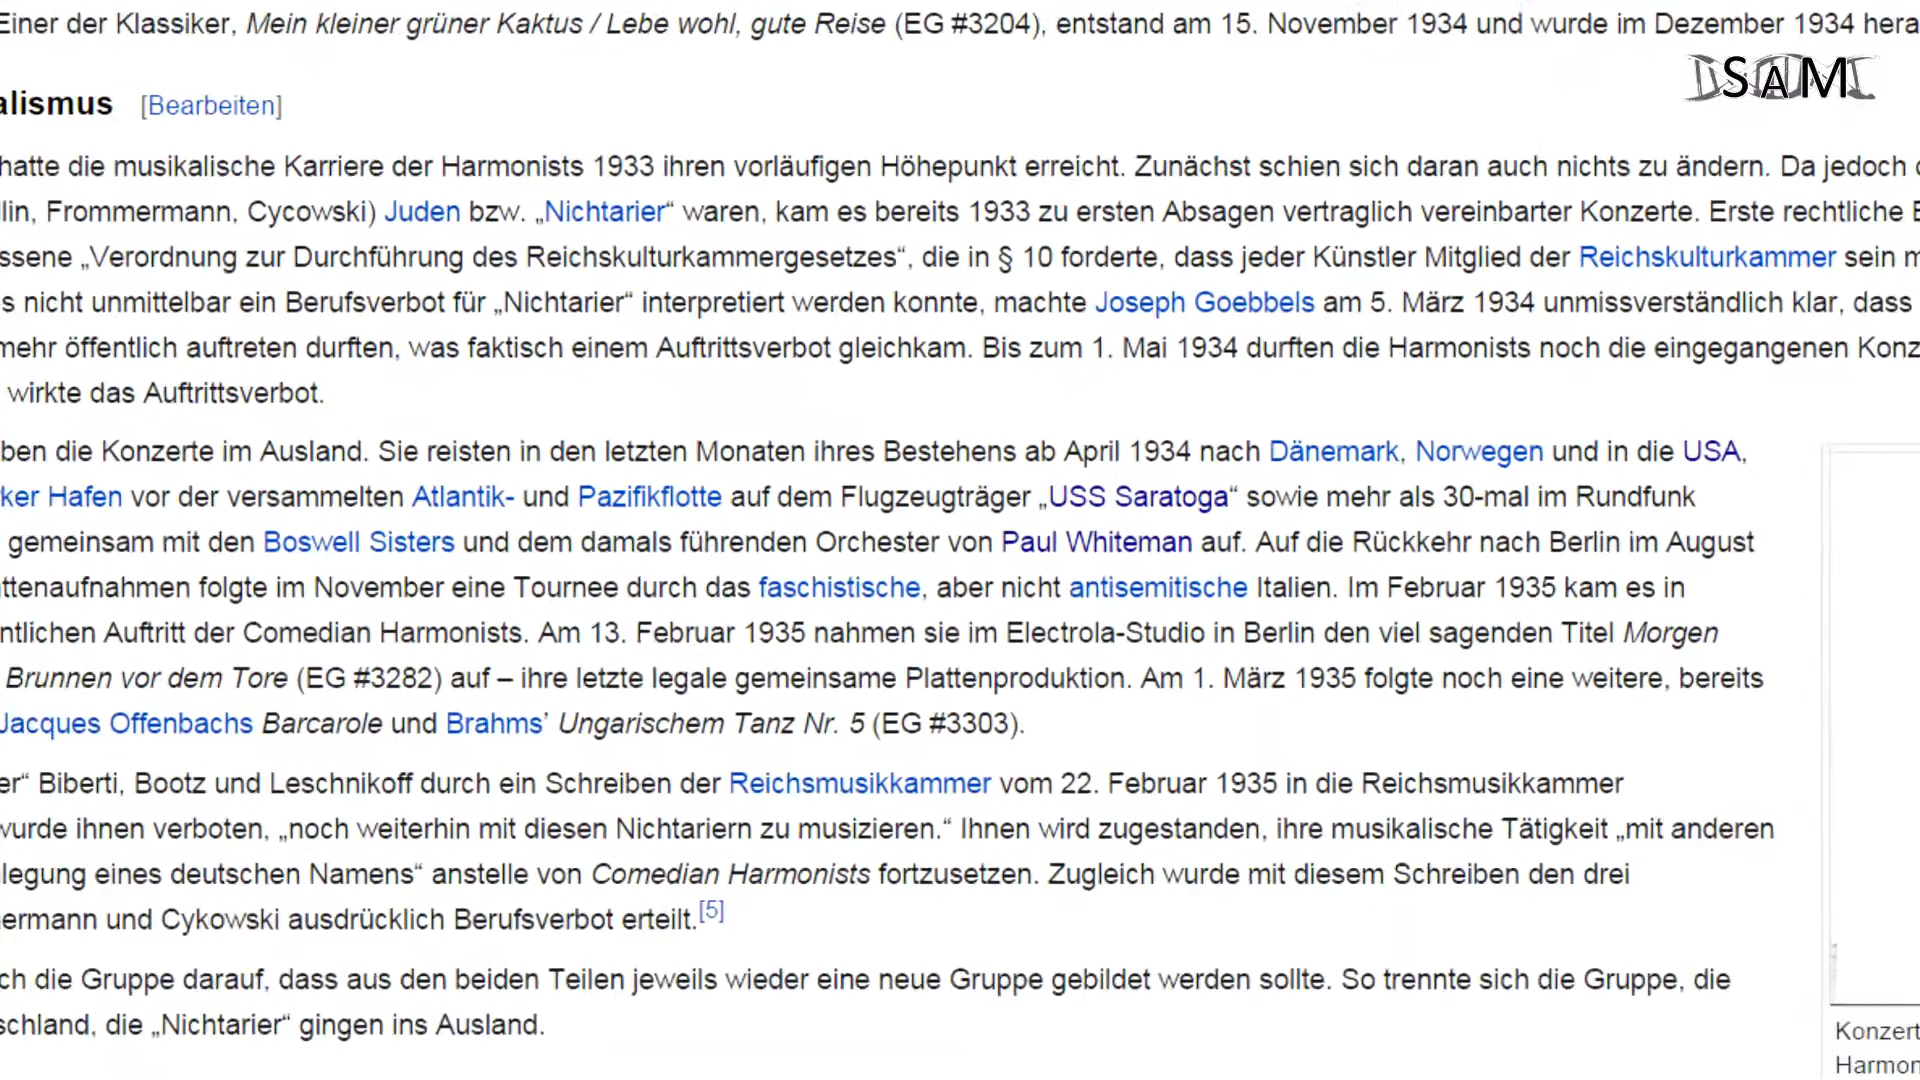 Einer der Klassiker, Mein kleiner grüner Kaktus / Lebe wohl, gute Reise (EG #3204), entstand am 15. November 1934 und wurde im Dezember 1934 hera
SAM
alismus [Bearbeiten]
hatte die musikalische Karriere der Harmonists 1933 ihren vorläufigen Höhepunkt erreicht. Zunächst schien sich daran auch nichts zu ändern. Da jedoch
llin, Frommermann, Cycowski) Juden bzw. „Nichtarier“ waren, kam es bereits 1933 zu ersten Absagen vertraglich vereinbarter Konzerte. Erste rechtliche
ssene „Verordnung zur Durchführung des Reichskulturkammergesetzes“, die in § 10 forderte, dass jeder Künstler Mitglied der Reichskulturkammer sein
s nicht unmittelbar ein Berufsverbot für „Nichtarier“ interpretiert werden konnte, machte Joseph Goebbels am 5. März 1934 unmissverständlich klar, dass
mehr öffentlich auftreten durften, was faktisch einem Auftrittsverbot gleichkam. Bis zum 1. Mai 1934 durften die Harmonists noch die eingegangenen Konz
wirkte das Auftrittsverbot.
ben die Konzerte im Ausland. Sie reisten in den letzten Monaten ihres Bestehens ab April 1934 nach Dänemark, Norwegen und in die USA,
ker Hafen vor der versammelten Atlantik- und Pazifikflotte auf dem Flugzeugträger „USS Saratoga“ sowie mehr als 30-mal im Rundfunk
gemeinsam mit den Boswell Sisters und dem damals führenden Orchester von Paul Whiteman auf. Auf die Rückkehr nach Berlin im August
ttenaufnahmen folgte im November eine Tournee durch das faschistische, aber nicht antisemitische Italien. Im Februar 1935 kam es in
ntlichen Auftritt der Comedian Harmonists. Am 13. Februar 1935 nahmen sie im Electrola-Studio in Berlin den viel sagenden Titel Morgen
Brunnen vor dem Tore (EG #3282) auf – ihre letzte legale gemeinsame Plattenproduktion. Am 1. März 1935 folgte noch eine weitere, bereits
Jacques Offenbachs Barcarole und Brahms’ Ungarischem Tanz Nr. 5 (EG #3303).
er“ Biberti, Bootz und Leschnikoff durch ein Schreiben der Reichsmusikkammer vom 22. Februar 1935 in die Reichsmusikkammer
wurde ihnen verboten, „noch weiterhin mit diesen Nichtariern zu musizieren.“ Ihnen wird zugestanden, ihre musikalische Tätigkeit „mit anderen
legung eines deutschen Namens“ anstelle von Comedian Harmonists fortzusetzen. Zugleich wurde mit diesem Schreiben den drei
ermann und Cykowski ausdrücklich Berufsverbot erteilt.[5]
ch die Gruppe darauf, dass aus den beiden Teilen jeweils wieder eine neue Gruppe gebildet werden sollte. So trennte sich die Gruppe, die
schland, die „Nichtarier“ gingen ins Ausland.
Konzert
Harmon